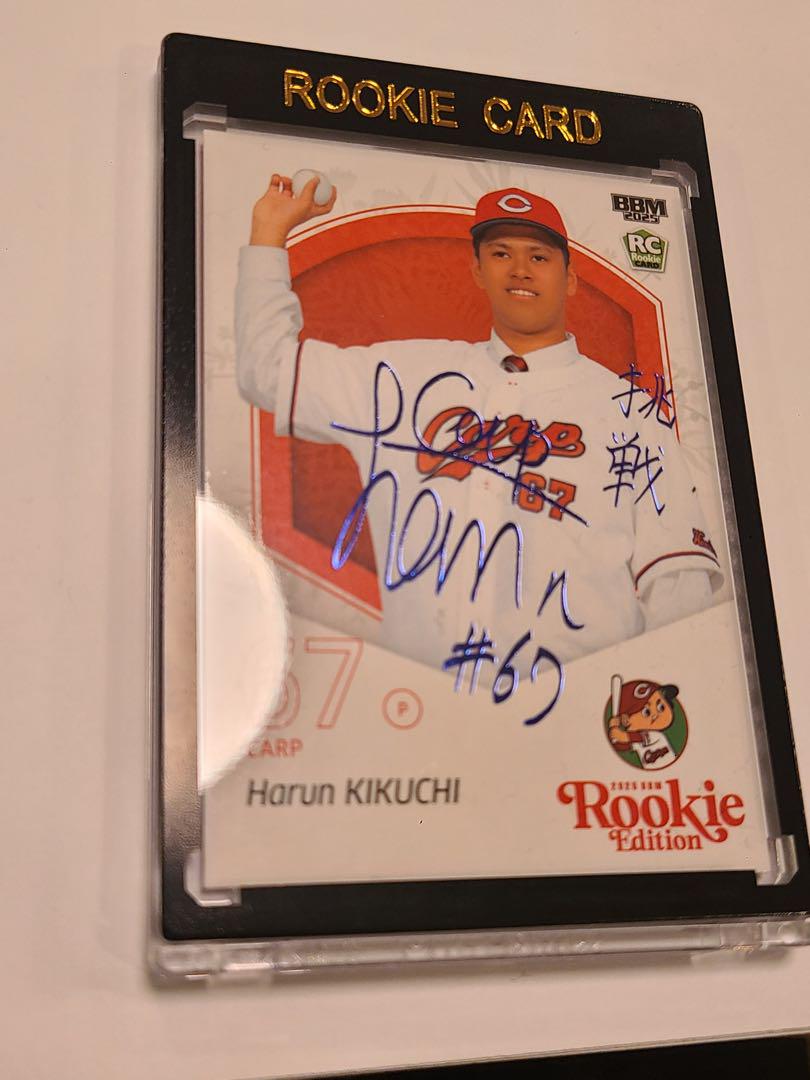 ROOKIE CARD
BBM
2025
RC
Rookie
CARD
C
挑戦
Carp
67
#67
67 P
CARP
Harun KIKUCHI
2025 BBM
Rookie
Edition